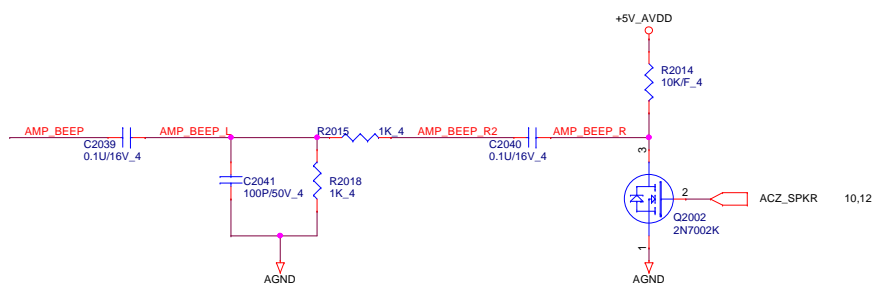 +5V_AVDD
R2014
10K/F_4
AMP_BEEP
AMP_BEEP_L
R2015
1K_4
AMP_BEEP_R2
AMP_BEEP_R
C2039
0.1U/16V_4
C2040
0.1U/16V_4
3
C2041
100P/50V_4
R2018
1K_4
2
ACZ_SPKR 10,12
Q2002
2N7002K
1
AGND
AGND